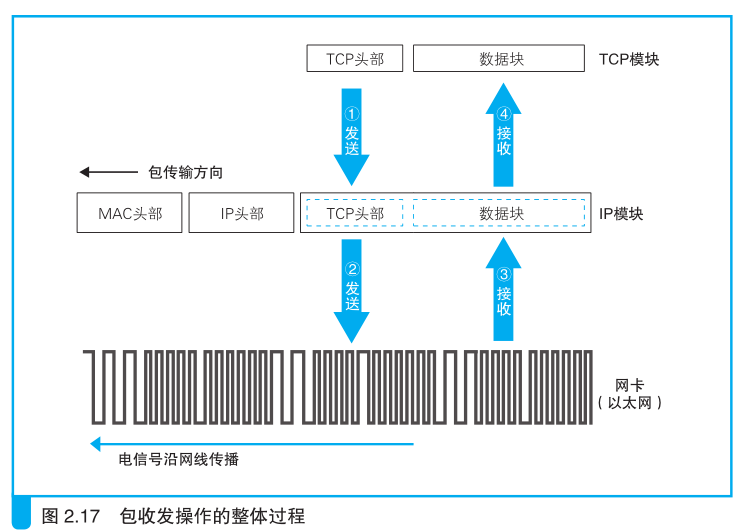 TCP头部 数据块 TCP模块
①发送 ④接收
包传输方向
MAC头部 IP头部 TCP头部 数据块 IP模块
②发送 ③接收
网卡
（以太网）
电信号沿网线传播
图 2.17 包收发操作的整体过程